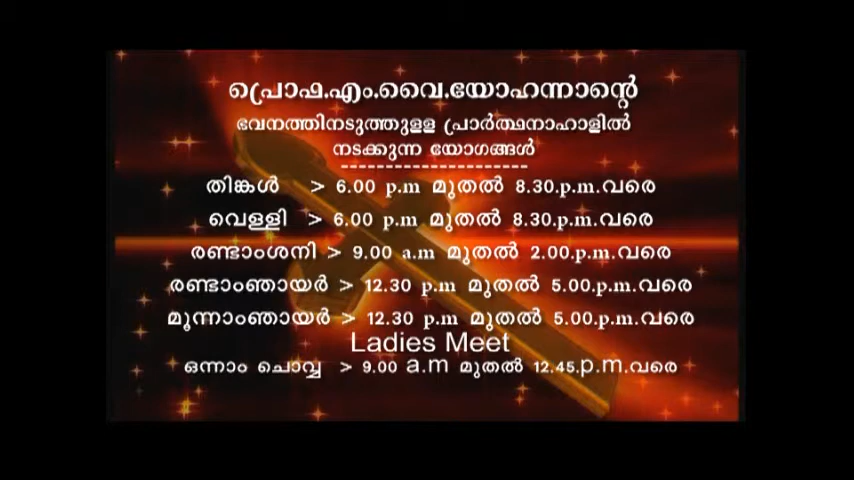 പ്രൊഫ.എം.വൈ.യോഹന്നാന്റെ
ഭവനത്തിനടുത്തുളള പ്രാർത്ഥനാഹാളിൽ
നടക്കുന്ന യോഗങ്ങൾ
--------------------
തിങ്കൾ > 6.00 p.m മുതൽ 8.30.p.m.വരെ
വെള്ളി > 6.00 p.m മുതൽ 8.30.p.m.വരെ
രണ്ടാംശനി > 9.00 a.m മുതൽ 2.00.p.m.വരെ
രണ്ടാംഞായർ > 12.30 p.m മുതൽ 5.00.p.m.വരെ
മൂന്നാംഞായർ > 12.30 p.m മുതൽ 5.00.p.m.വരെ
Ladies Meet
ഒന്നാം ചൊവ്വ > 9.00 a.m മുതൽ 12.45.p.m.വരെ